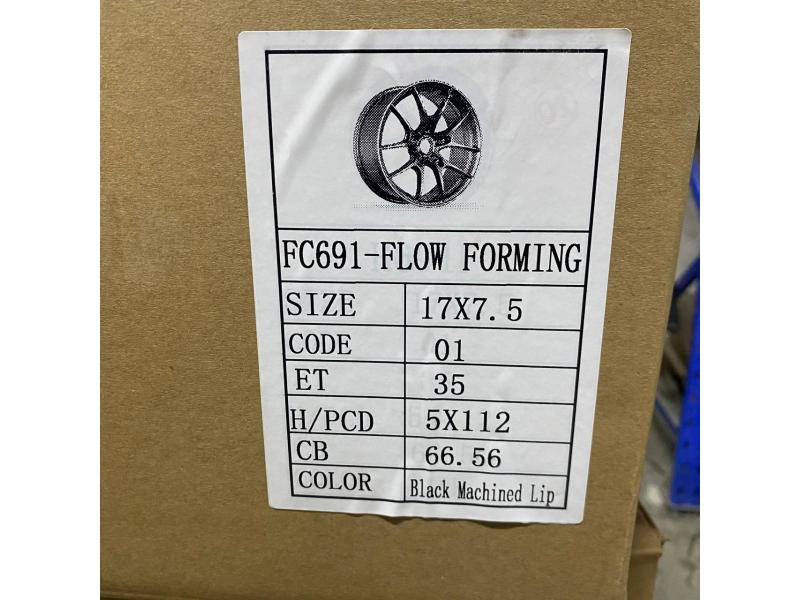 FC691-FLOW FORMING
SIZE 17X7.5
CODE 01
ET 35
H/PCD 5X112
CB 66.56
COLOR Black Machined Lip